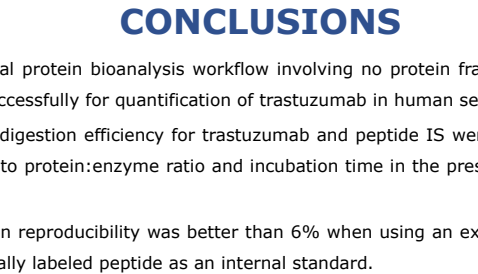 CONCLUSIONS
al protein bioanalysis workflow involving no protein fra
ccessfully for quantification of trastuzumab in human se
digestion efficiency for trastuzumab and peptide IS wer
to protein:enzyme ratio and incubation time in the pres
n reproducibility was better than 6% when using an ex
ally labeled peptide as an internal standard.